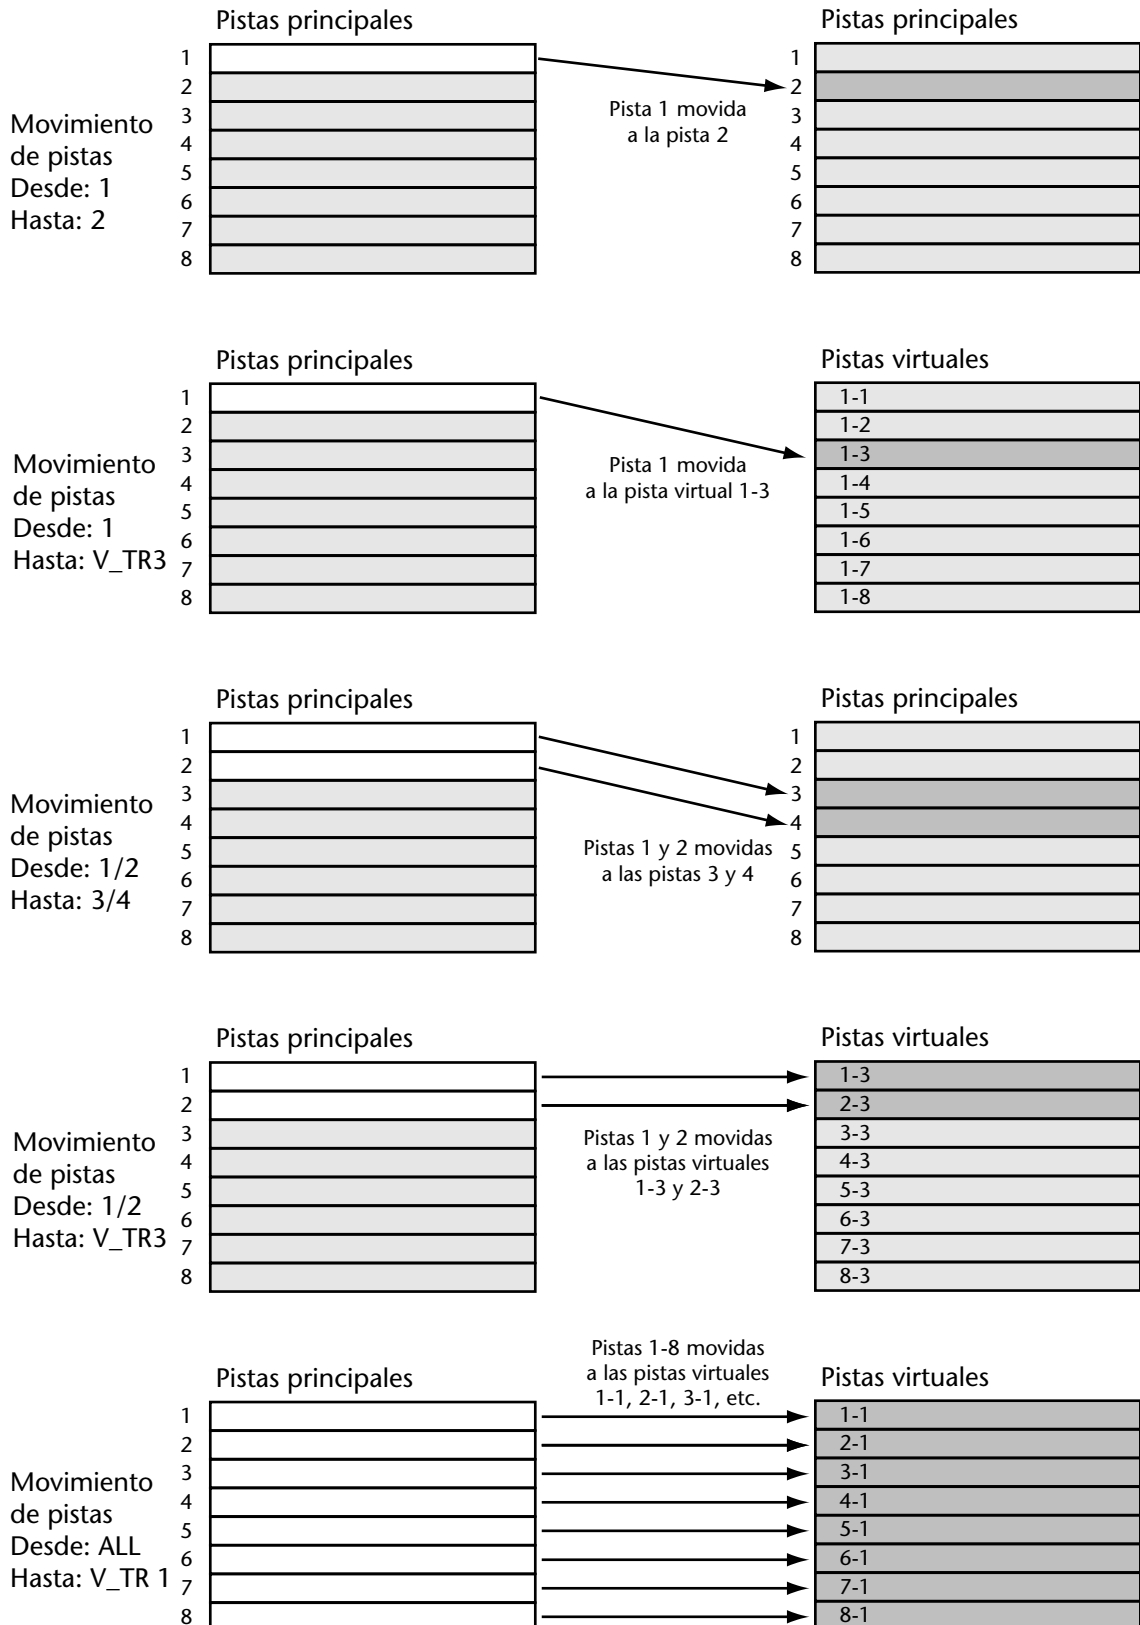 Pistas principales
Pistas principales
Movimiento
de pistas
Desde: 1
Hasta: 2
1
2
3
4
5
6
7
8
Pista 1 movida
a la pista 2
1
2
3
4
5
6
7
8
Pistas principales
Pistas virtuales
Movimiento
de pistas
Desde: 1
Hasta: V_TR3
1
2
3
4
5
6
7
8
Pista 1 movida
a la pista virtual 1-3
1-1
1-2
1-3
1-4
1-5
1-6
1-7
1-8
Pistas principales
Pistas principales
Movimiento
de pistas
Desde: 1/2
Hasta: 3/4
1
2
3
4
5
6
7
8
Pistas 1 y 2 movidas
a las pistas 3 y 4
1
2
3
4
5
6
7
8
Pistas principales
Pistas virtuales
Movimiento
de pistas
Desde: 1/2
Hasta: V_TR3
1
2
3
4
5
6
7
8
Pistas 1 y 2 movidas
a las pistas virtuales
1-3 y 2-3
1-3
2-3
3-3
4-3
5-3
6-3
7-3
8-3
Pistas principales
Pistas 1-8 movidas
a las pistas virtuales
1-1, 2-1, 3-1, etc.
Pistas virtuales
Movimiento
de pistas
Desde: ALL
Hasta: V_TR 1
1
2
3
4
5
6
7
8
1-1
2-1
3-1
4-1
5-1
6-1
7-1
8-1